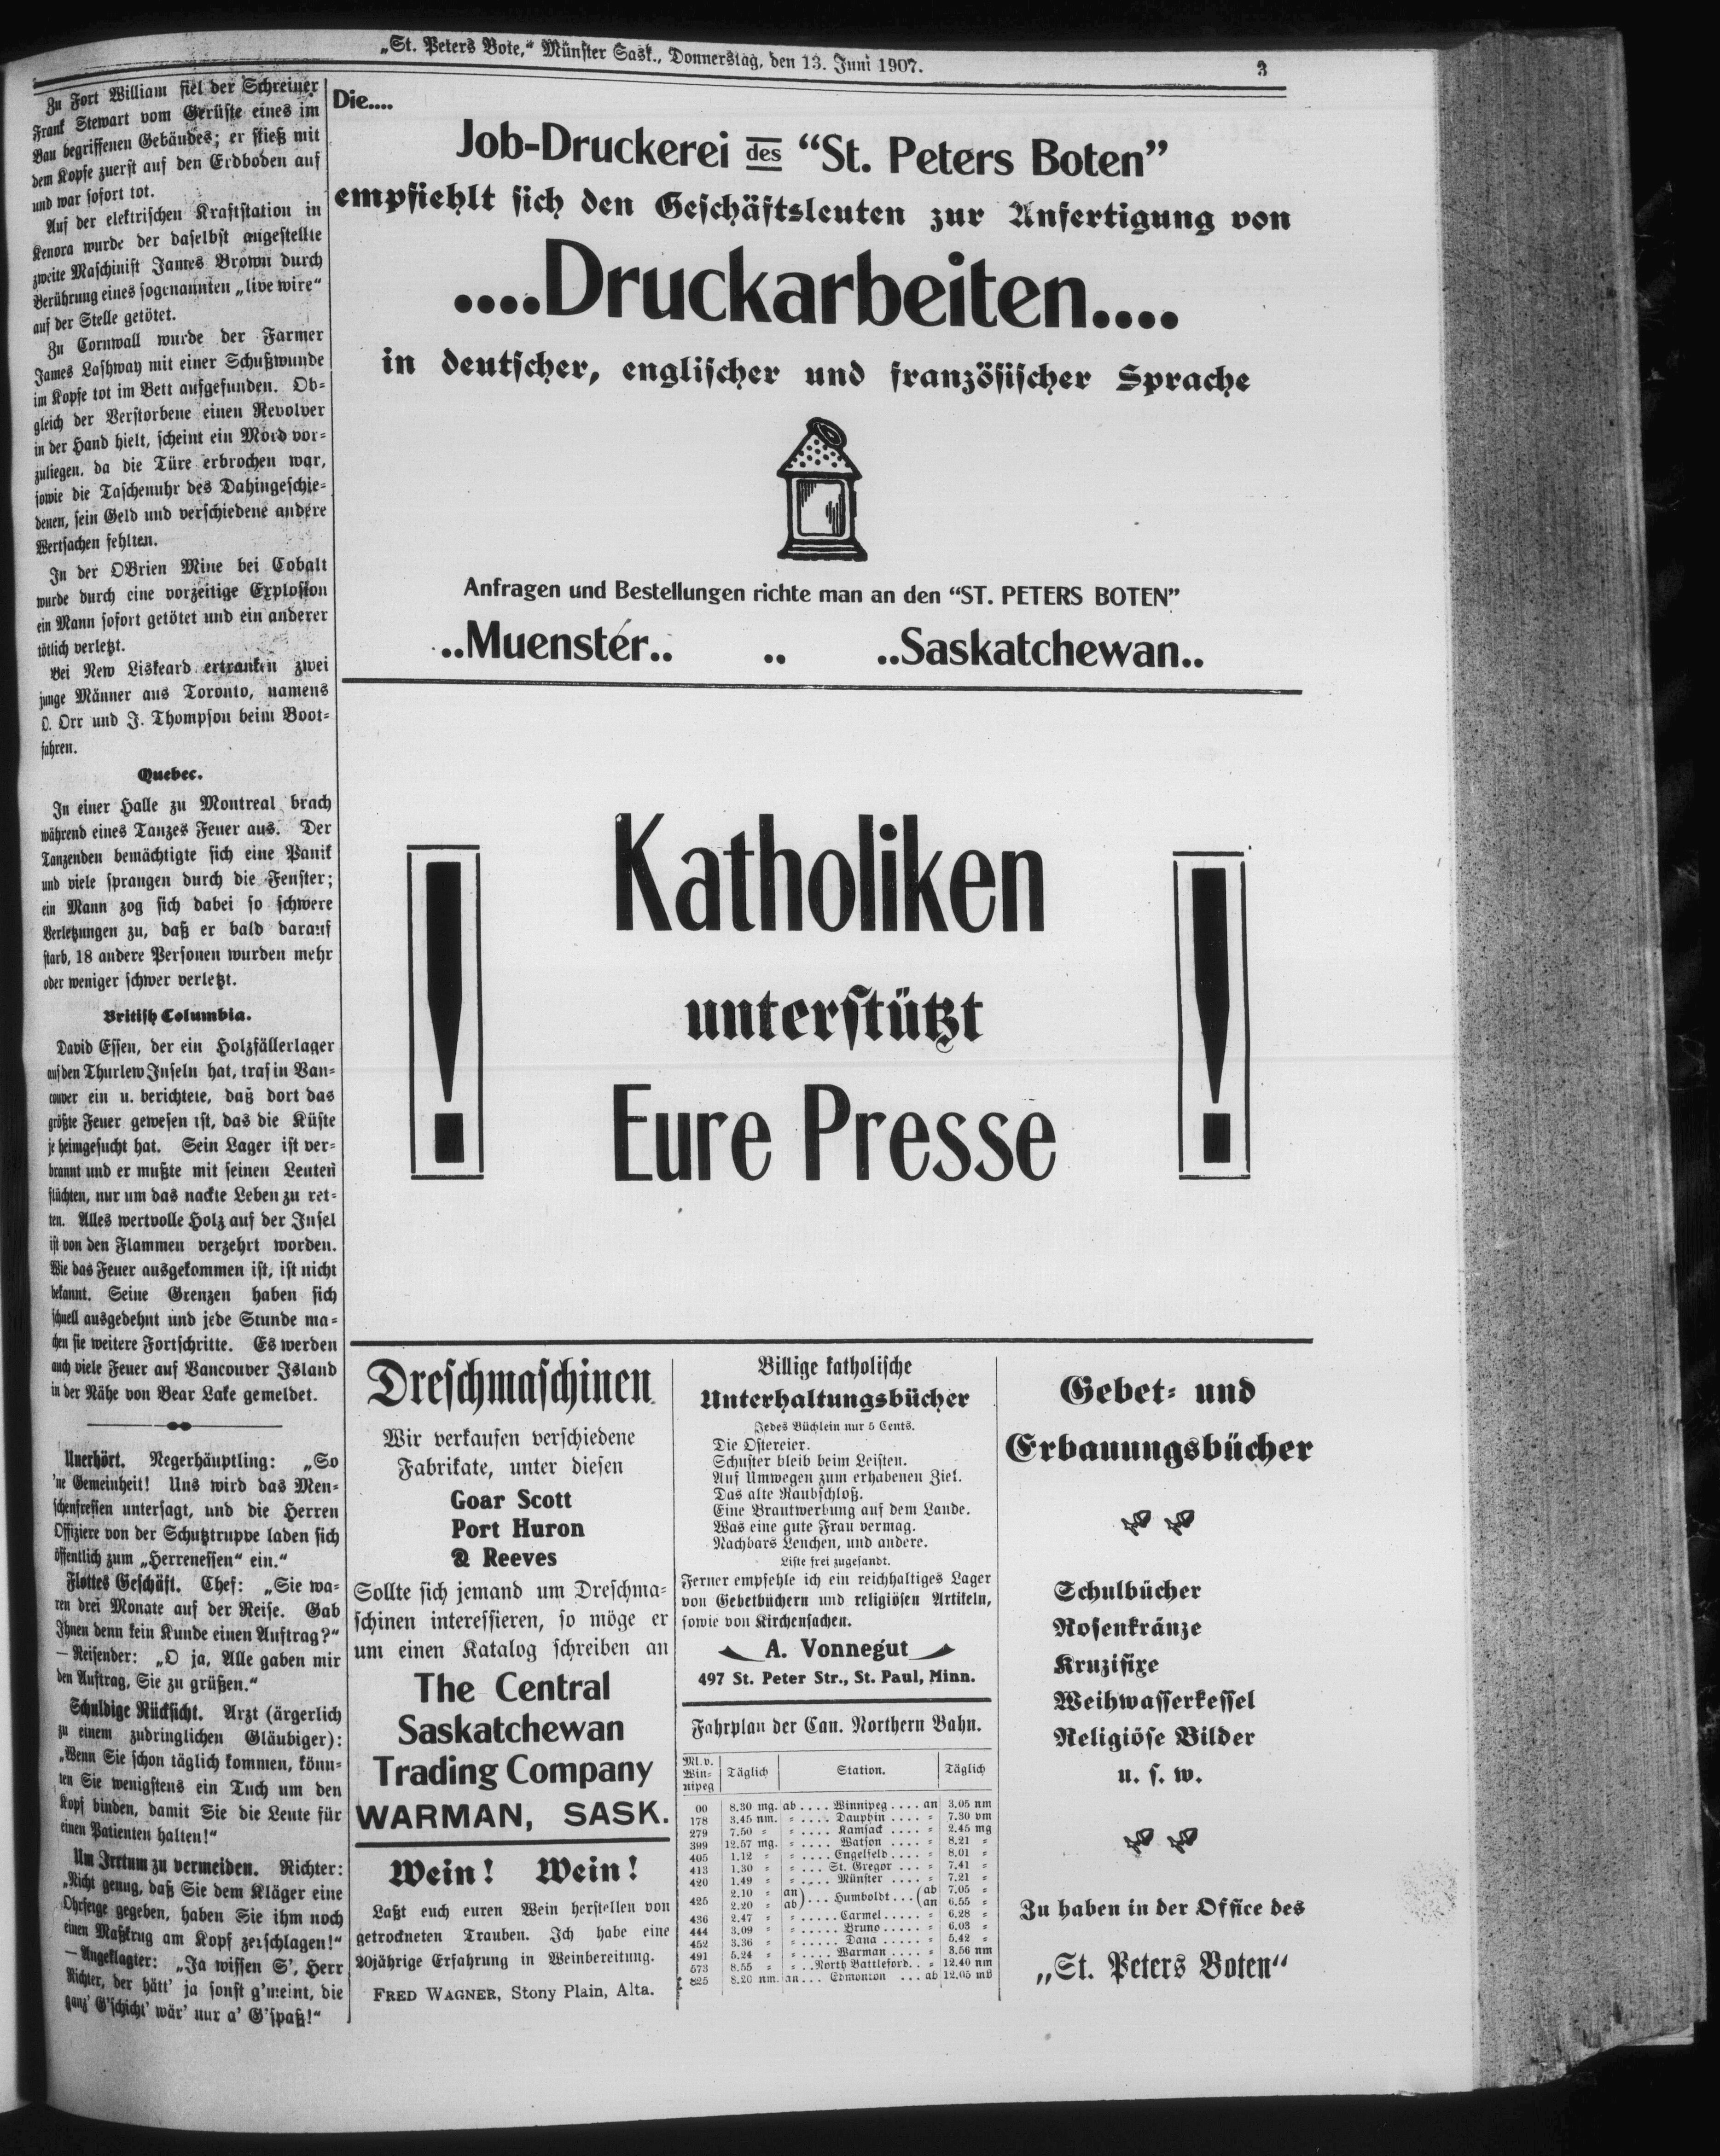 „St. Peters Bote,“ Münster Sask., Donnerstag, den 13. Juni 1907.
3
Zu Fort William fiel der Schreiner
Frank Stewart vom Gerüste eines im
Bau begriffenen Gebäudes; er stieß mit
dem Kopfe zuerst auf den Erdboden auf
und war sofort tot.
Auf der elektrischen Kraftstation in
Kenora wurde der daselbst angestellte
zweite Maschinist James Brown durch
Berührung eines sogenannten „live wire“
auf der Stelle getötet.
Zu Cornwall wurde der Farmer
James Lashway mit einer Schußwunde
im Kopfe tot im Bett aufgefunden. Ob-
gleich der Verstorbene einen Revolver
in der Hand hielt, scheint ein Mord vor-
zuliegen, da die Türe erbrochen war,
sowie die Taschenuhr des Dahingeschie-
denen, sein Geld und verschiedene andere
Wertsachen fehlten.
In der OBrien Mine bei Cobalt
wurde durch eine vorzeitige Explosion
ein Mann sofort getötet und ein anderer
tötlich verletzt.
Bei New Liskeard ertranken zwei
junge Männer aus Toronto, namens
O. Orr und J. Thompson beim Boot-
fahren.
Quebec.
In einer Halle zu Montreal brach
während eines Tanzes Feuer aus. Der
Tanzenden bemächtigte sich eine Panik
und viele sprangen durch die Fenster;
ein Mann zog sich dabei so schwere
Verletzungen zu, daß er bald darauf
starb, 18 andere Personen wurden mehr
oder weniger schwer verletzt.
British Columbia.
David Essen, der ein Holzfällerlager
auf den Thurlew Inseln hat, traf in Van-
couver ein u. berichtete, daß dort das
größte Feuer gewesen ist, das die Küste
je heimgesucht hat. Sein Lager ist ver-
brannt und er mußte mit seinen Leuten
flüchten, nur um das nackte Leben zu ret-
ten. Alles wertvolle Holz auf der Insel
ist von den Flammen verzehrt worden.
Wie das Feuer ausgekommen ist, ist nicht
bekannt. Seine Grenzen haben sich
schnell ausgedehnt und jede Stunde ma-
chen sie weitere Fortschritte. Es werden
auch viele Feuer auf Vancouver Island
in der Nähe von Bear Lake gemeldet.
Unerhört. Negerhäuptling: „So
'ne Gemeinheit! Uns wird das Men-
schenfressen untersagt, und die Herren
Offiziere von der Schutztruppe laden sich
öffentlich zum „Herrenessen“ ein.“
Flottes Geschäft. Chef: „Sie wa-
ren drei Monate auf der Reise. Gab
Ihnen denn kein Kunde einen Auftrag?“
— Reisender: „O ja, Alle gaben mir
den Auftrag, Sie zu grüßen.“
Schuldige Rücksicht. Arzt (ärgerlich
zu einem zudringlichen Gläubiger):
„Wenn Sie schon täglich kommen, könn-
ten Sie wenigstens ein Tuch um den
Kopf binden, damit Sie die Leute für
einen Patienten halten!“
Um Irrtum zu vermeiden. Richter:
„Nicht genug, daß Sie dem Kläger eine
Ohrfeige gegeben, haben Sie ihm noch
einen Maßkrug am Kopf zerschlagen!“
— Angeklagter: „Ja wissen S', Herr
Richter, der hätt' ja sonst g'meint, die
ganz' G'schicht' wär' nur a' G'spaß!“
Die....
Job-Druckerei des “St. Peters Boten”
empfiehlt sich den Geschäftsleuten zur Anfertigung von
....Druckarbeiten....
in deutscher, englischer und französischer Sprache
Anfragen und Bestellungen richte man an den “ST. PETERS BOTEN”
..Muenster.. .. ..Saskatchewan..
! Katholiken !
unterstützt
Eure Presse
Dreschmaschinen
Wir verkaufen verschiedene
Fabrikate, unter diesen
Goar Scott
Port Huron
& Reeves
Sollte sich jemand um Dreschma-
schinen interessieren, so möge er
um einen Katalog schreiben an
The Central
Saskatchewan
Trading Company
WARMAN, SASK.
Wein! Wein!
Laßt euch euren Wein herstellen von
getrockneten Trauben. Ich habe eine
20jährige Erfahrung in Weinbereitung.
FRED WAGNER, Stony Plain, Alta.
Billige katholische
Unterhaltungsbücher
Jedes Büchlein nur 5 Cents.
Die Ostereier.
Schuster bleib beim Leisten.
Auf Umwegen zum erhabenen Ziel.
Das alte Raubschloß.
Eine Brautwerbung auf dem Lande.
Was eine gute Frau vermag.
Nachbars Lenchen, und andere.
Liste frei zugesandt.
Ferner empfehle ich ein reichhaltiges Lager
von Gebetbüchern und religiösen Artikeln,
sowie von Kirchensachen.
A. Vonnegut
497 St. Peter Str., St. Paul, Minn.
Fahrplan der Can. Northern Bahn.
Ml. v. Win-nipeg | Täglich | Station. | Täglich
00 8.30 mg. ab .... Winnipeg .... an 3.05 nm
178 3.45 nm. „ .... Dauphin .... „ 7.30 vm
279 7.50 „ „ .... Kamsack .... „ 2.45 mg
399 12.57 mg. „ .... Watson .... „ 8.21 „
405 1.12 „ „ .... Engelfeld .... „ 8.01 „
413 1.30 „ „ .... St. Gregor ... „ 7.41 „
420 1.49 „ „ .... Münster .... „ 7.21 „
425 2.10 „ an) ... Humboldt ... (ab 7.05 „
2.20 „ ab) (an 6.55 „
436 2.47 „ „ ..... Carmel ..... „ 6.28 „
444 3.09 „ „ ..... Bruno ..... „ 6.03 „
452 3.36 „ „ ..... Dana ..... „ 5.42 „
491 5.24 „ „ .... Warman .... „ 3.56 nm
573 8.55 „ „ .. North Battleford .. „ 12.40 nm
825 8.20 nm. an ... Edmonton ... ab 12.05 mg
Gebet- und
Erbauungsbücher
Schulbücher
Rosenkränze
Kruzifixe
Weihwasserkessel
Religiöse Bilder
u. s. w.
Zu haben in der Office des
„St. Peters Boten“